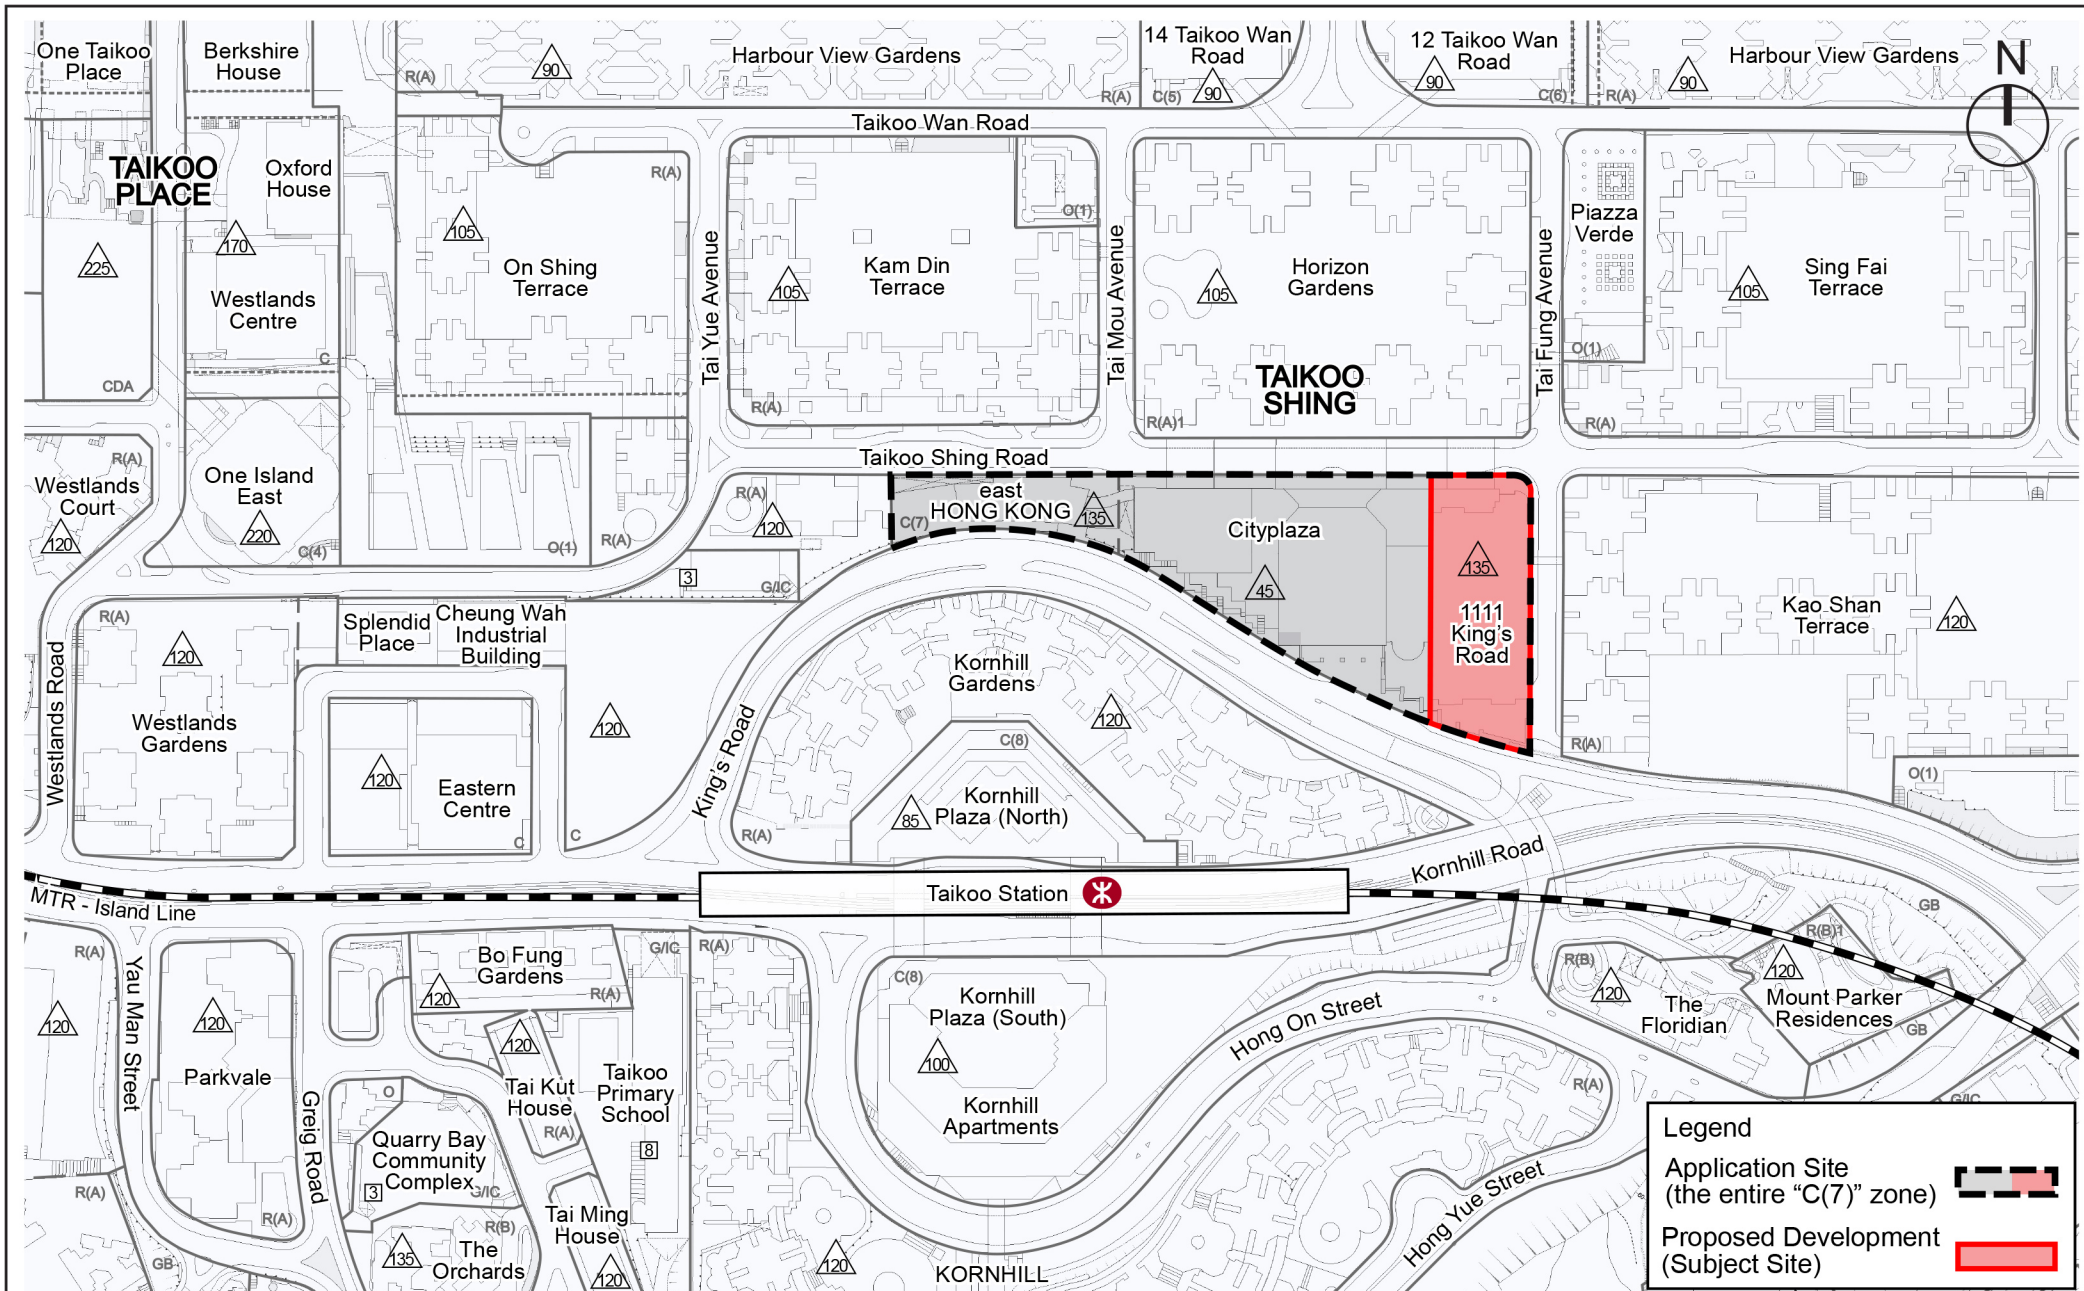 One Taikoo
Place
Berkshire
House
R(A)
90
Harbour View Gardens
R(A)
14 Taikoo Wan
Road
C(5)
90
12 Taikoo Wan
Road
90
C(6)
R(A)
90
Harbour View Gardens
N
TAIKOO
PLACE
Oxford
House
170
225
Westlands
Centre
C
CDA
Taikoo Wan Road
R(A)
105
On Shing
Terrace
Tai Yue Avenue
105
Kam Din
Terrace
O(1)
R(A)
Tai Mou Avenue
105
Horizon
Gardens
TAIKOO
SHING
R(A)1
Tai Fung Avenue
Piazza
Verde
O(1)
105
Sing Fai
Terrace
R(A)
R(A)
Westlands
Court
120
One Island
East
220
C(4)
O(1)
R(A)
Taikoo Shing Road
R(A)
120
3
G/IC
east
HONG KONG
C(7)
135
Cityplaza
45
135
1111
King's
Road
Kao Shan
Terrace
120
R(A)
O(1)
Westlands Road
R(A)
120
Westlands
Gardens
Splendid
Place
Cheung Wah
Industrial
Building
120
120
Eastern
Centre
C
C
King's Road
Kornhill
Gardens
120
C(8)
85
Kornhill
Plaza (North)
R(A)
Kornhill Road
Taikoo Station
MTR - Island Line
R(A)
120
Yau Man Street
120
Parkvale
R(A)
R(A)
GB
Greig Road
Bo Fung
Gardens
120
R(A)
G/IC
R(A)
120
Tai Kut
House
R(A)
Taikoo
Primary
School
8
O
Quarry Bay
Community
Complex
3
G/IC
R(B)
135
The
Orchards
Tai Ming
House
120
C(8)
Kornhill
Plaza (South)
100
Kornhill
Apartments
120
KORNHILL
Hong On Street
Hong Yue Street
R(A)
R(B)
120
The
Floridian
R(B)1
120
Mount Parker
Residences
GB
GB
G/IC
Legend
Application Site
(the entire “C(7)” zone)
Proposed Development
(Subject Site)